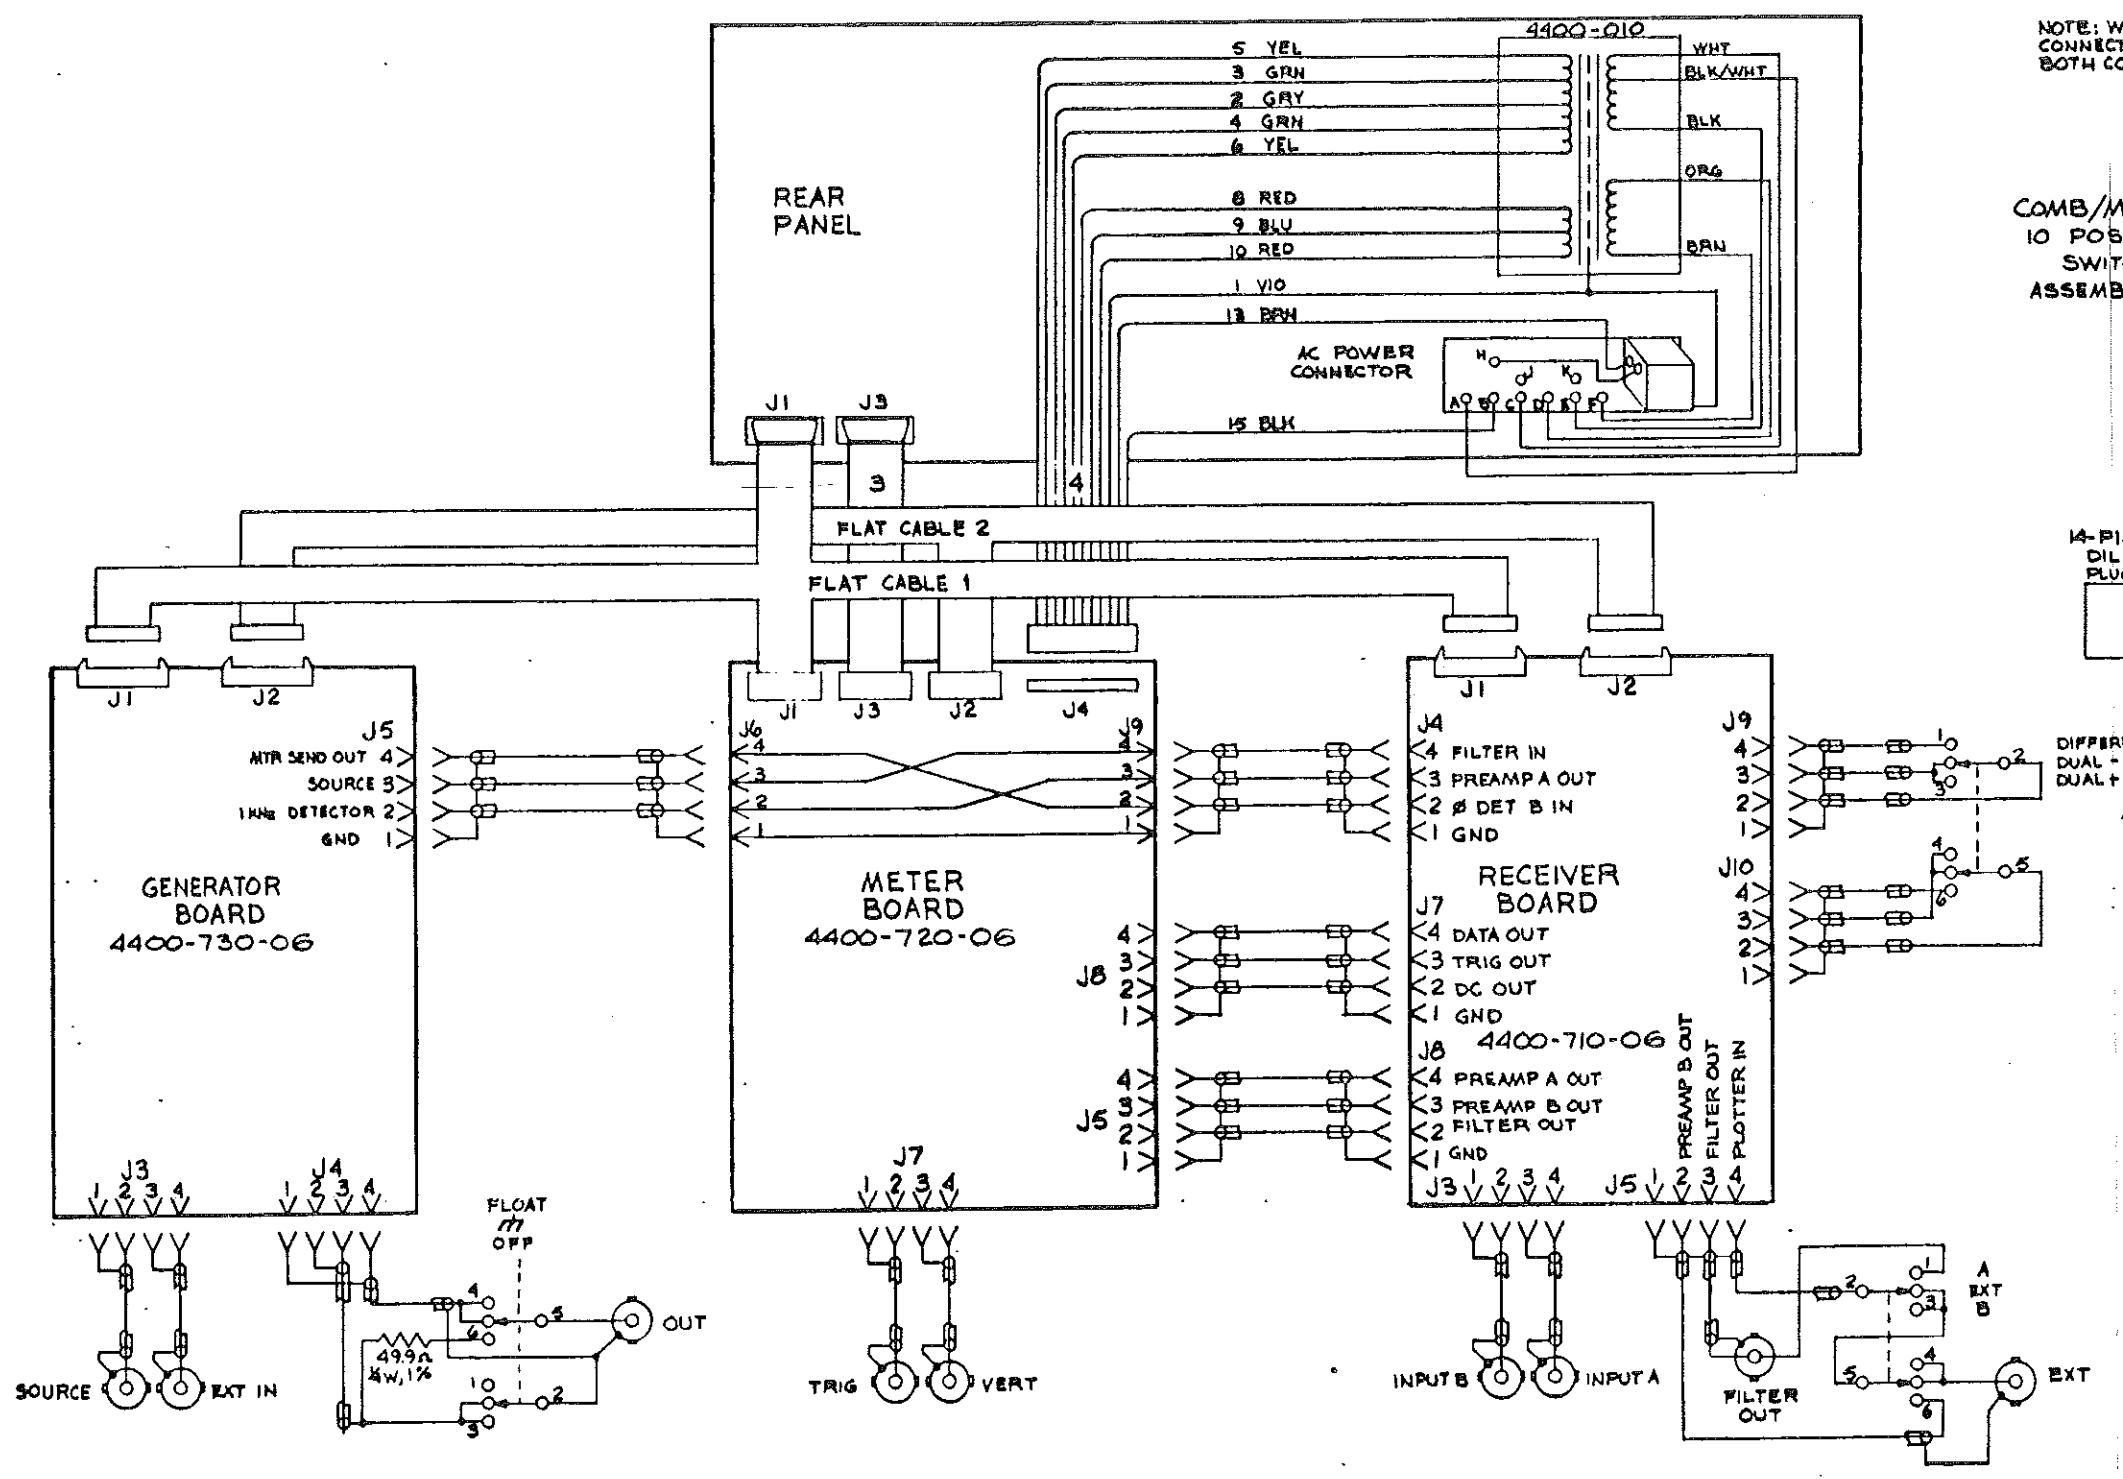 4400-010
5 YEL
3 GRN
2 GRY
4 GRN
6 YEL
8 RED
9 BLU
10 RED
1 VIO
13 BRN
15 BLK
WHT
BLK/WHT
BLK
ORG
BRN
REAR
PANEL
AC POWER
CONNECTOR
H
J
K
A B C D E F
NOTE: W
CONNECT
BOTH CO
COMB/M
10 POS
SWIT
ASSEMB
14-PI
DIL
PLU
J1
J3
3
4
FLAT CABLE 2
FLAT CABLE 1
J1
J2
J5
MTR SEND OUT 4
SOURCE 3
1 KHz DETECTOR 2
GND 1
GENERATOR
BOARD
4400-730-06
J3
1 2 3 4
J4
1 2 3 4
SOURCE
EXT IN
FLOAT
OFF
4
5
6
49.9Ω
¼W, 1%
1
2
3
OUT
J1
J3
J2
J4
J6
4
3
2
1
J9
4
3
2
1
METER
BOARD
4400-720-06
J8
4
3
2
1
J5
4
3
2
1
J7
1 2 3 4
TRIG
VERT
J1
J2
J4
4 FILTER IN
3 PREAMP A OUT
2 Ø DET B IN
1 GND
RECEIVER
BOARD
J7
4 DATA OUT
3 TRIG OUT
2 DC OUT
1 GND
4400-710-06
J8
4 PREAMP A OUT
3 PREAMP B OUT
2 FILTER OUT
1 GND
J3
1 2 3 4
J5
1 2 3 4
PREAMP B OUT
FILTER OUT
PLOTTER IN
J9
4
3
2
1
J10
4
3
2
1
1
2
3
4
5
6
DIFFER
DUAL -
DUAL +
INPUT B
INPUT A
FILTER
OUT
1
2
3
A
EXT
B
4
5
6
EXT